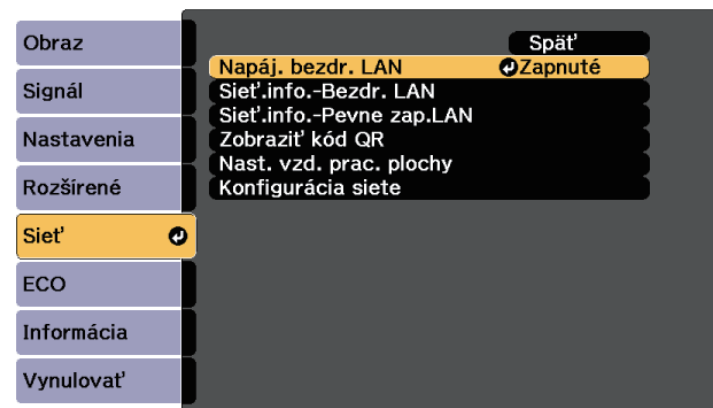 Obraz
Signál
Nastavenia
Rozšírené
Sieť
ECO
Informácia
Vynulovať
Späť
Napáj. bezdr. LAN Zapnuté
Sieť.info.-Bezdr. LAN
Sieť.info.-Pevne zap.LAN
Zobraziť kód QR
Nast. vzd. prac. plochy
Konfigurácia siete